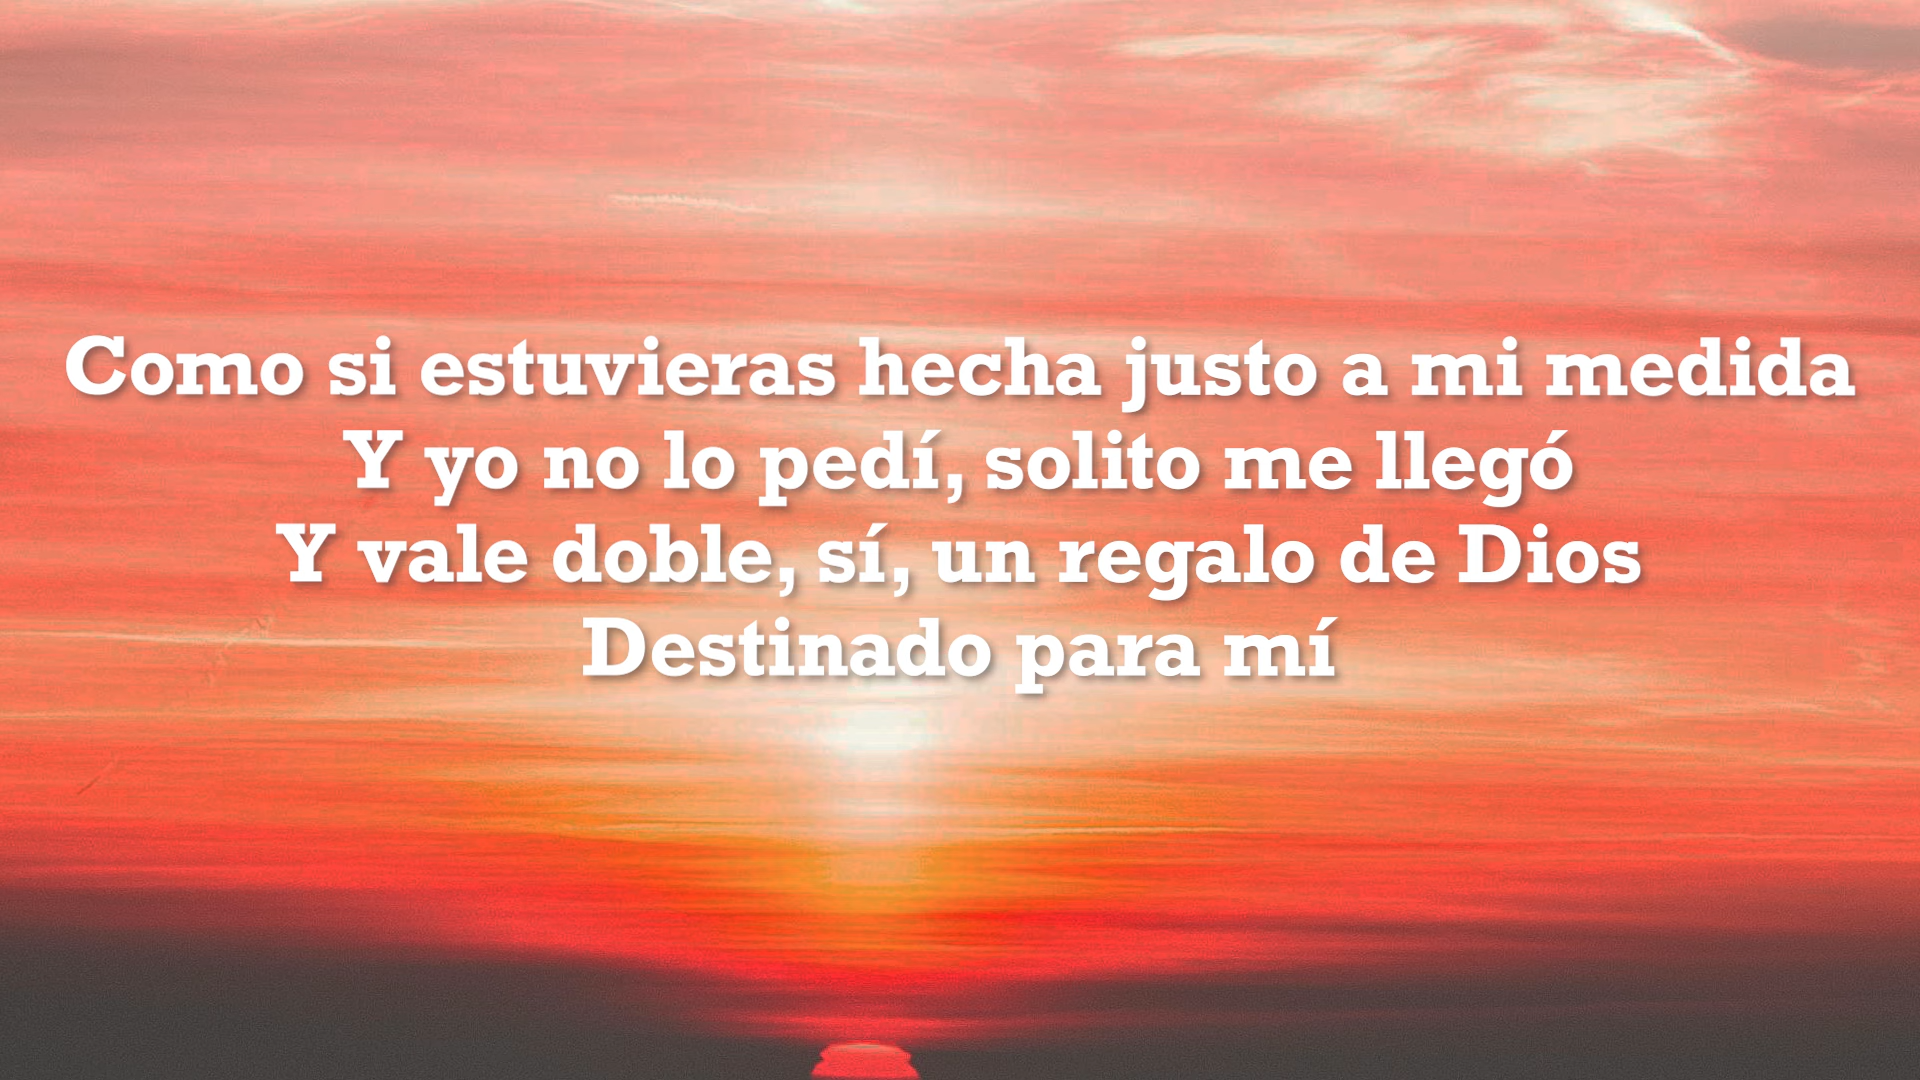 Como si estuvieras hecha justo a mi medida
Y yo no lo pedí, solito me llegó
Y vale doble, sí, un regalo de Dios
Destinado para mí